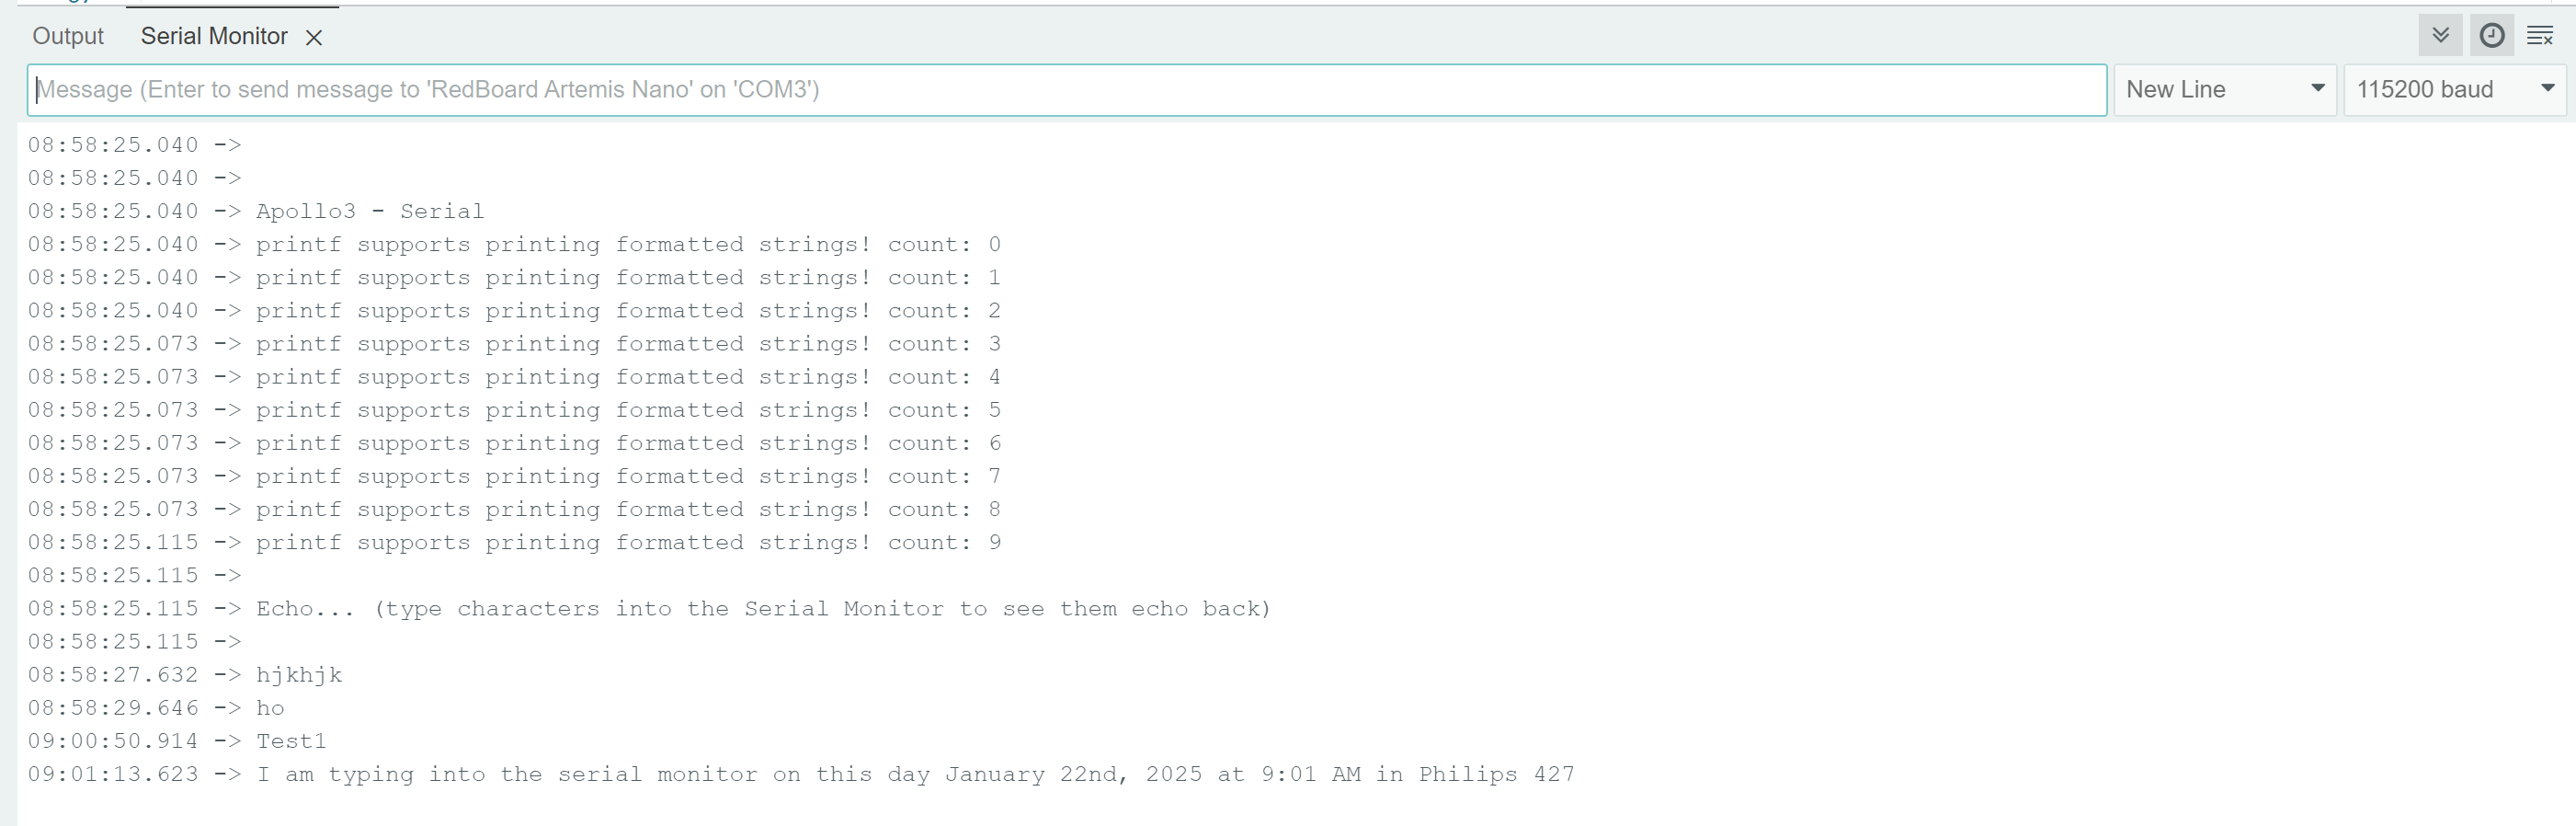 Output Serial Monitor
Message (Enter to send message to 'RedBoard Artemis Nano' on 'COM3') New Line 115200 baud
08:58:25.040 ->
08:58:25.040 ->
08:58:25.040 -> Apollo3 - Serial
08:58:25.040 -> printf supports printing formatted strings! count: 0
08:58:25.040 -> printf supports printing formatted strings! count: 1
08:58:25.040 -> printf supports printing formatted strings! count: 2
08:58:25.073 -> printf supports printing formatted strings! count: 3
08:58:25.073 -> printf supports printing formatted strings! count: 4
08:58:25.073 -> printf supports printing formatted strings! count: 5
08:58:25.073 -> printf supports printing formatted strings! count: 6
08:58:25.073 -> printf supports printing formatted strings! count: 7
08:58:25.073 -> printf supports printing formatted strings! count: 8
08:58:25.115 -> printf supports printing formatted strings! count: 9
08:58:25.115 ->
08:58:25.115 -> Echo... (type characters into the Serial Monitor to see them echo back)
08:58:25.115 ->
08:58:27.632 -> hjkhjk
08:58:29.646 -> ho
09:00:50.914 -> Test1
09:01:13.623 -> I am typing into the serial monitor on this day January 22nd, 2025 at 9:01 AM in Philips 427